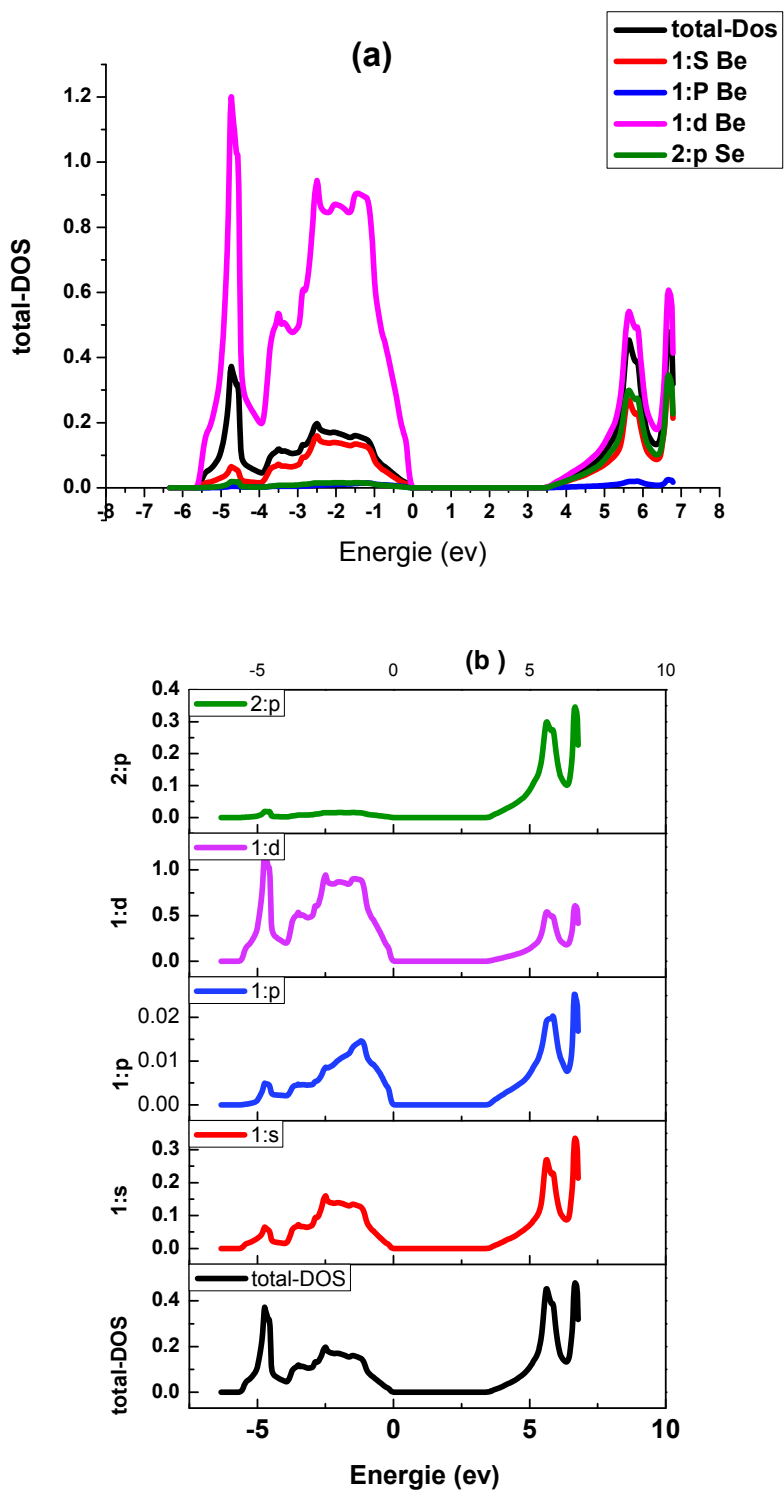 (a)
total-Dos
1:S Be
1:P Be
1:d Be
2:p Se
total-DOS
1.2
1.0
0.8
0.6
0.4
0.2
0.0
-8 -7 -6 -5 -4 -3 -2 -1 0 1 2 3 4 5 6 7 8
Energie (ev)
(b )
-5 0 5 10
2:p
2:p
0.4
0.3
0.2
0.1
0.0
1:d
1:d
1.0
0.5
0.0
1:p
1:p
0.02
0.01
0.00
1:s
1:s
0.3
0.2
0.1
0.0
total-DOS
total-DOS
0.4
0.2
0.0
-5 0 5 10
Energie (ev)